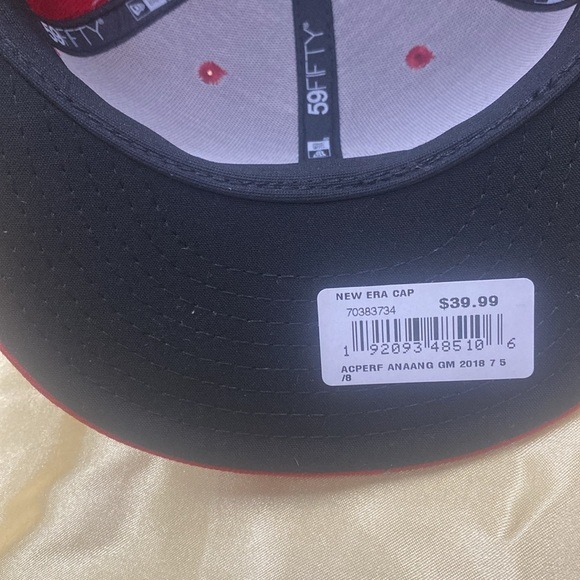 59FIFTY
59FIFTY
NEW ERA CAP
$39.99
70383734
1 92093 48510 6
ACPERF ANAANG GM 2018 7 5
/8